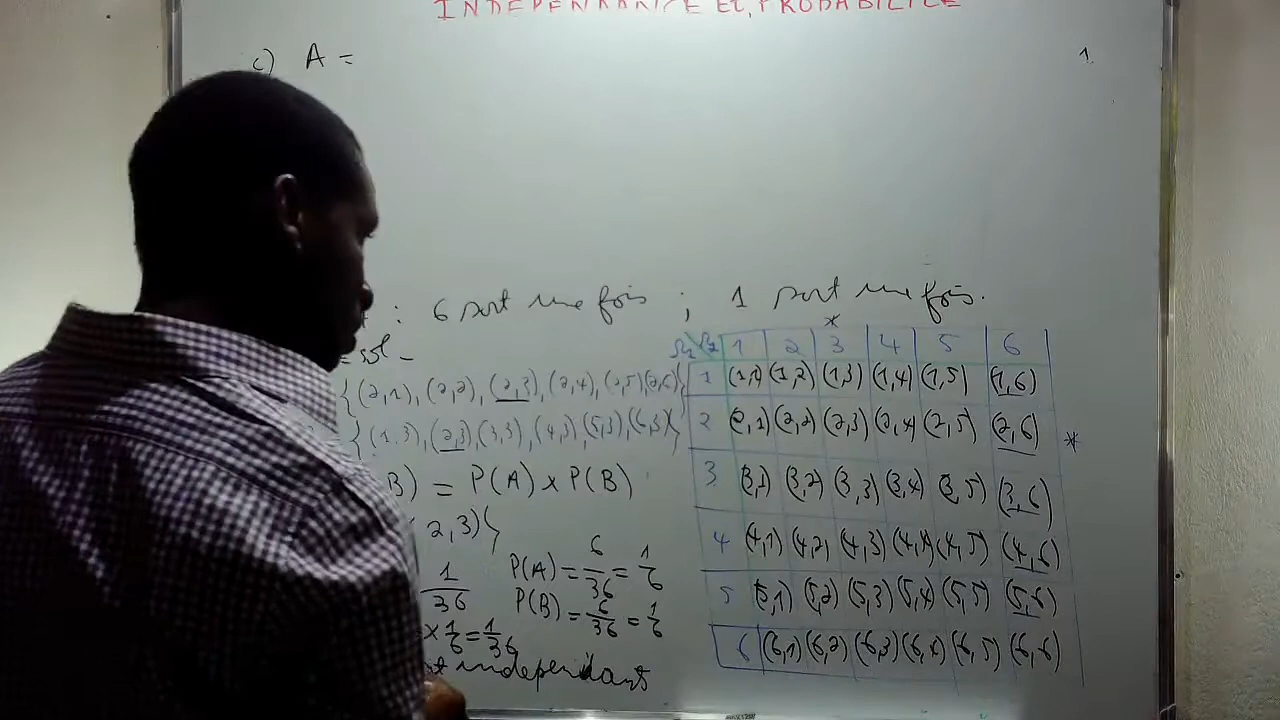 INDEPENDANCE ET PROBABILITE
c) A =
1.
: 6 sort une fois ; 1 sort une fois.
*
Ω1 Ω2 1 2 3 4 5 6
{(2,1), (2,2), (2,3), (2,4), (2,5)(2,6)}
1 (1,1) (1,2) (1,3) (1,4) (1,5) (1,6)
{(1,3), (2,3), (3,3), (4,3) (5,3), (6,3)}
2 (2,1) (2,2) (2,3) (2,4) (2,5) (2,6) *
B) = P(A) x P(B)
3 (3,1) (3,2) (3,3) (3,4) (3,5) (3,6)
2,3)}
4 (4,1) (4,2) (4,3) (4,4) (4,5) (4,6)
1/36 P(A) = 6/36 = 1/6
5 (5,1) (5,2) (5,3) (5,4) (5,5) (5,6)
P(B) = 6/36 = 1/6
x 1/6 = 1/36
6 (6,1) (6,2) (6,3) (6,4) (6,5) (6,6)
independants